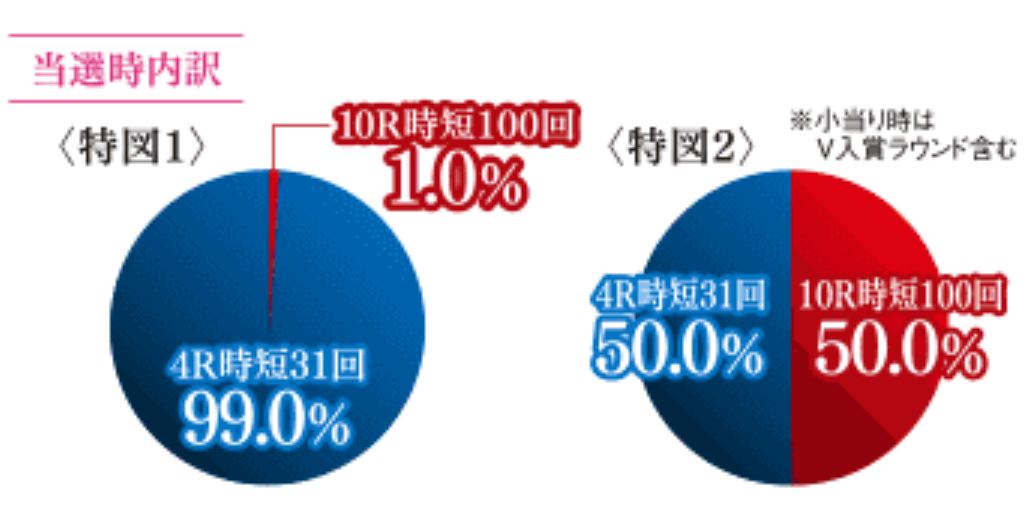 当選時内訳
〈特図1〉
10R時短100回
1.0%
4R時短31回
99.0%
〈特図2〉
※小当り時は
V入賞ラウンド含む
4R時短31回
50.0%
10R時短100回
50.0%